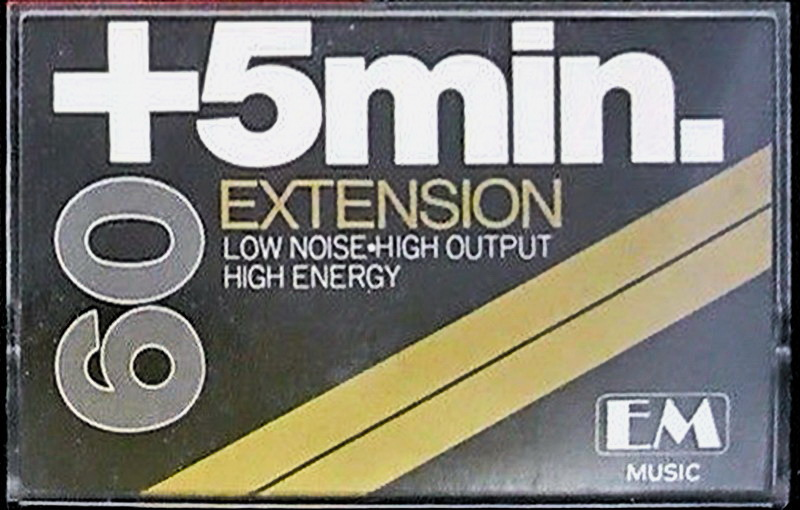 +5min.
60
EXTENSION
LOW NOISE•HIGH OUTPUT
HIGH ENERGY
EM
MUSIC